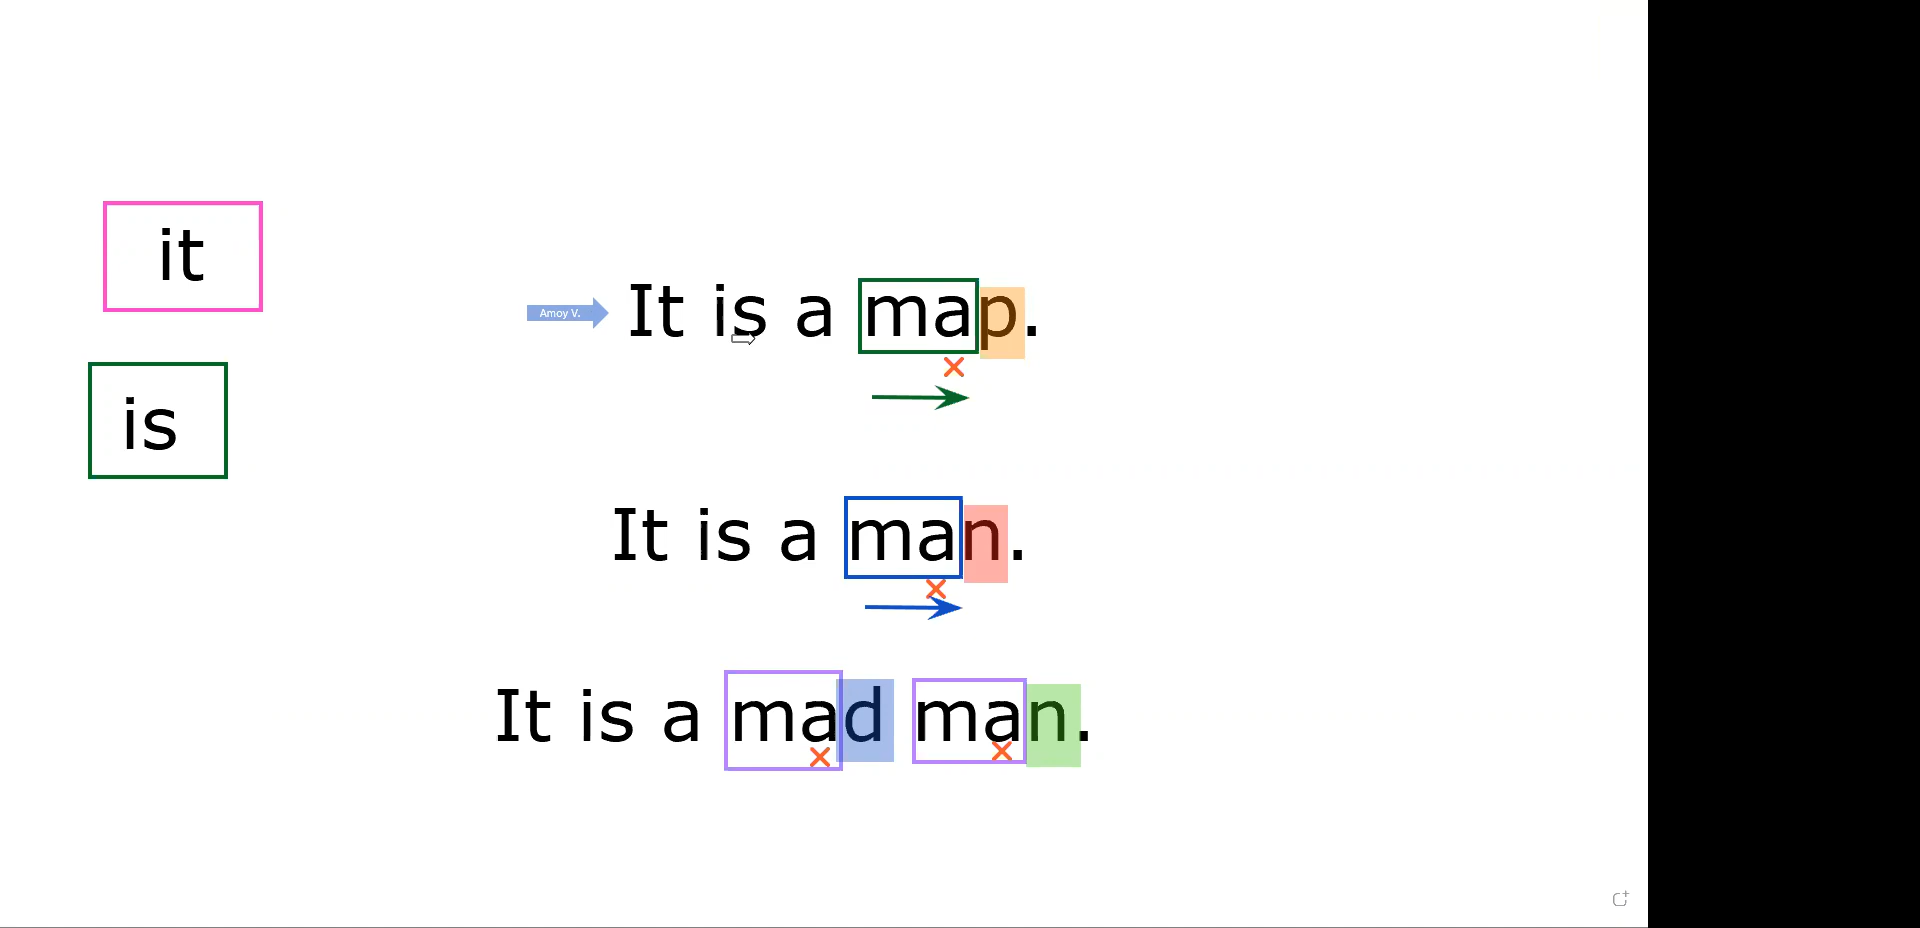 it
is
Amoy V.
It is a map.
It is a man.
It is a mad man.